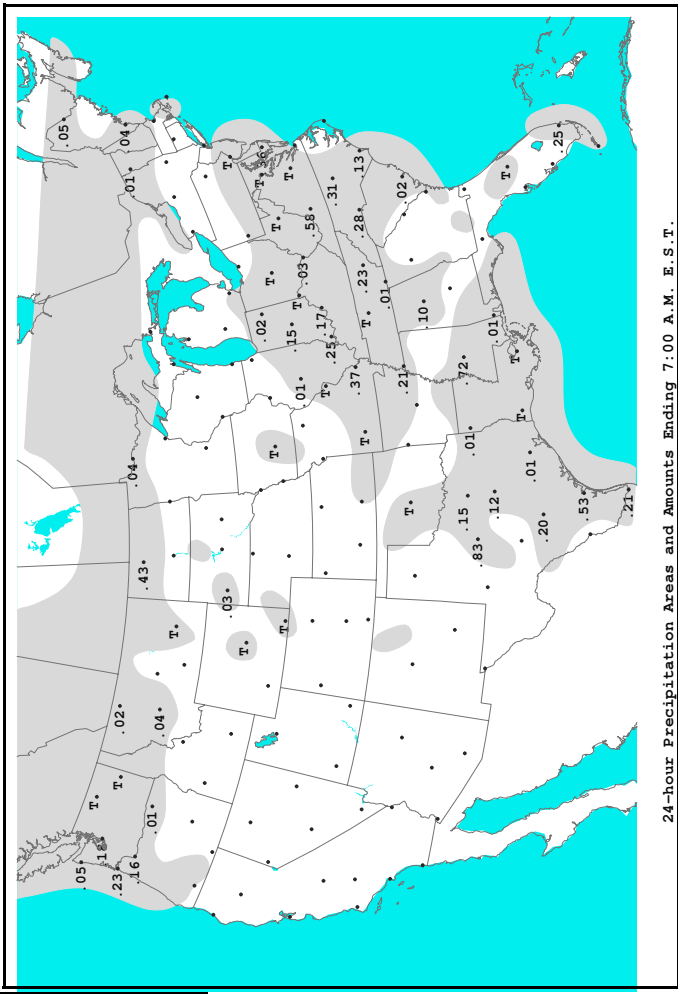 .05
.05
T
.23
T
.02
.04
.01
.16
.04
.43
.01
.04
T
T
.03
T
T
.02
T
T
T
T
T
.15
T
.01
.03
.58
.17
T
.25
.31
.37
.28
.13
.23
T
T
.01
.21
.02
T
.10
.15
.72
.01
.83
.12
.01
T
T
T
.01
.20
.25
.53
.21
24-hour Precipitation Areas and Amounts Ending 7:00 A.M. E.S.T.